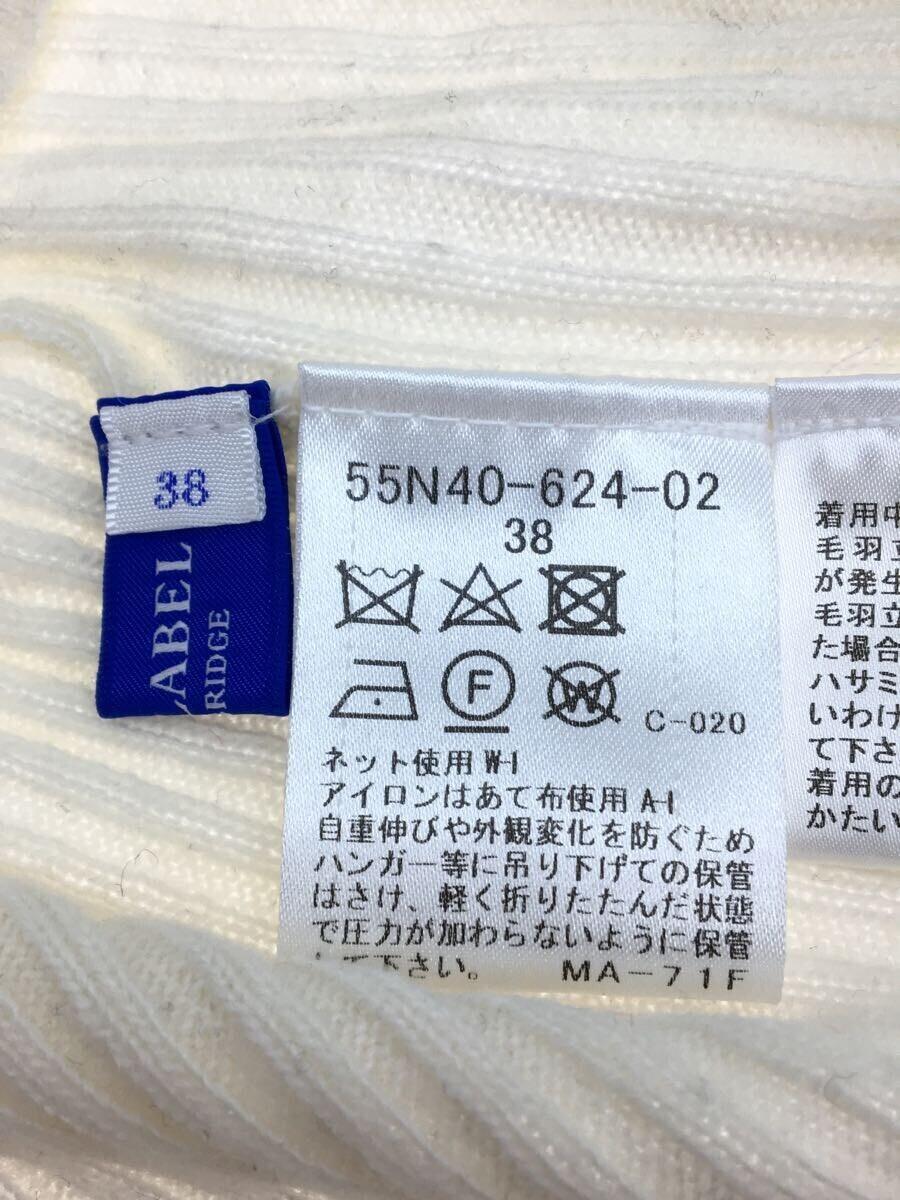 38
LABEL
RIDGE
55N40-624-02
38
F
W
C-020
ネット使用 W-1
アイロンはあて布使用 A-1
自重伸びや外観変化を防ぐため
ハンガー等に吊り下げての保管
はさけ、軽く折りたたんだ状態
で圧力が加わらないように保管
して下さい。 MA-71F
着用中
毛羽立
が発生
毛羽立
た場合
ハサミ
いわけ
て下さ
着用の
かたい